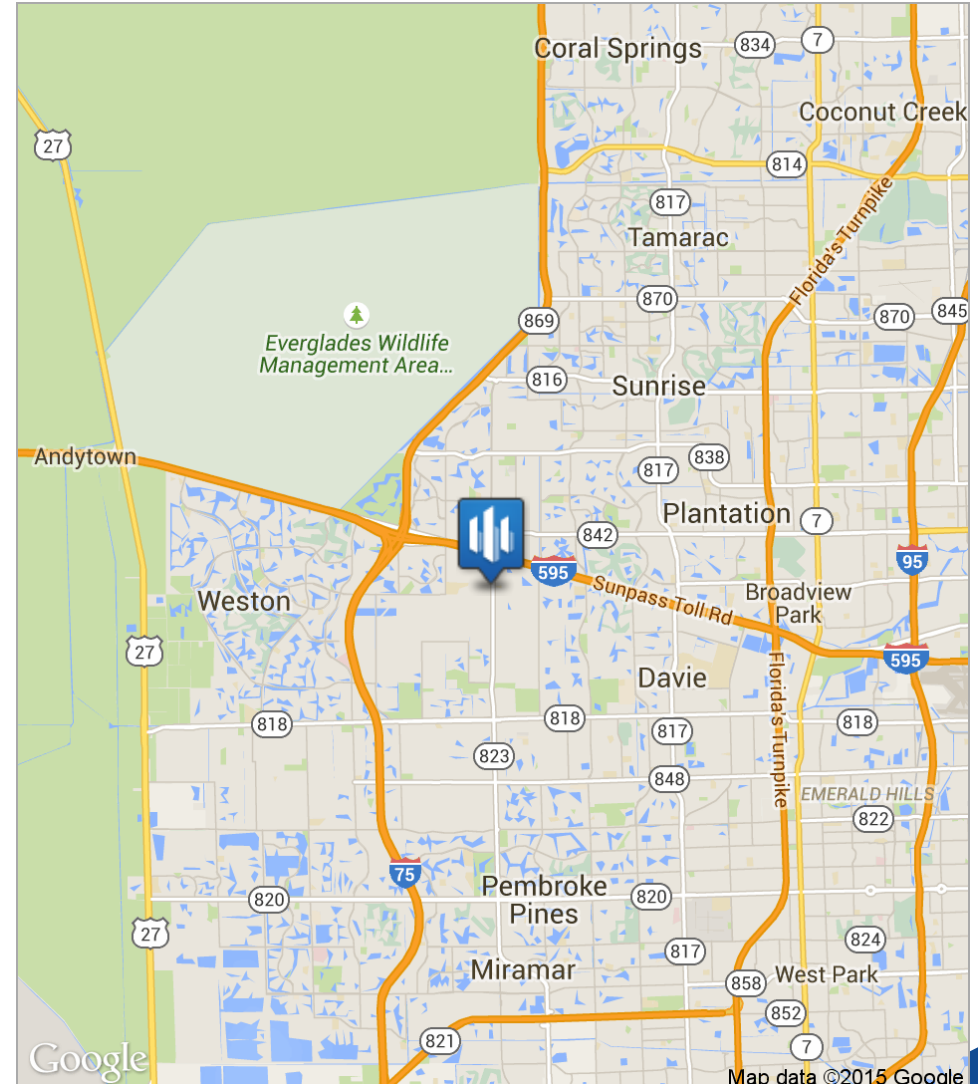 Coral Springs
834
7
Coconut Creek
27
814
817
Tamarac
Florida's Turnpike
870
869
870
845
Everglades Wildlife
Management Area...
816
Sunrise
Andytown
817
838
Plantation
7
842
95
595
Sunpass Toll Rd
Broadview
Park
Weston
27
595
Davie
Florida's Turnpike
818
818
818
817
823
848
EMERALD HILLS
822
75
Pembroke
Pines
820
820
27
824
817
Miramar
West Park
858
852
821
7
Google
Map data ©2015 Google